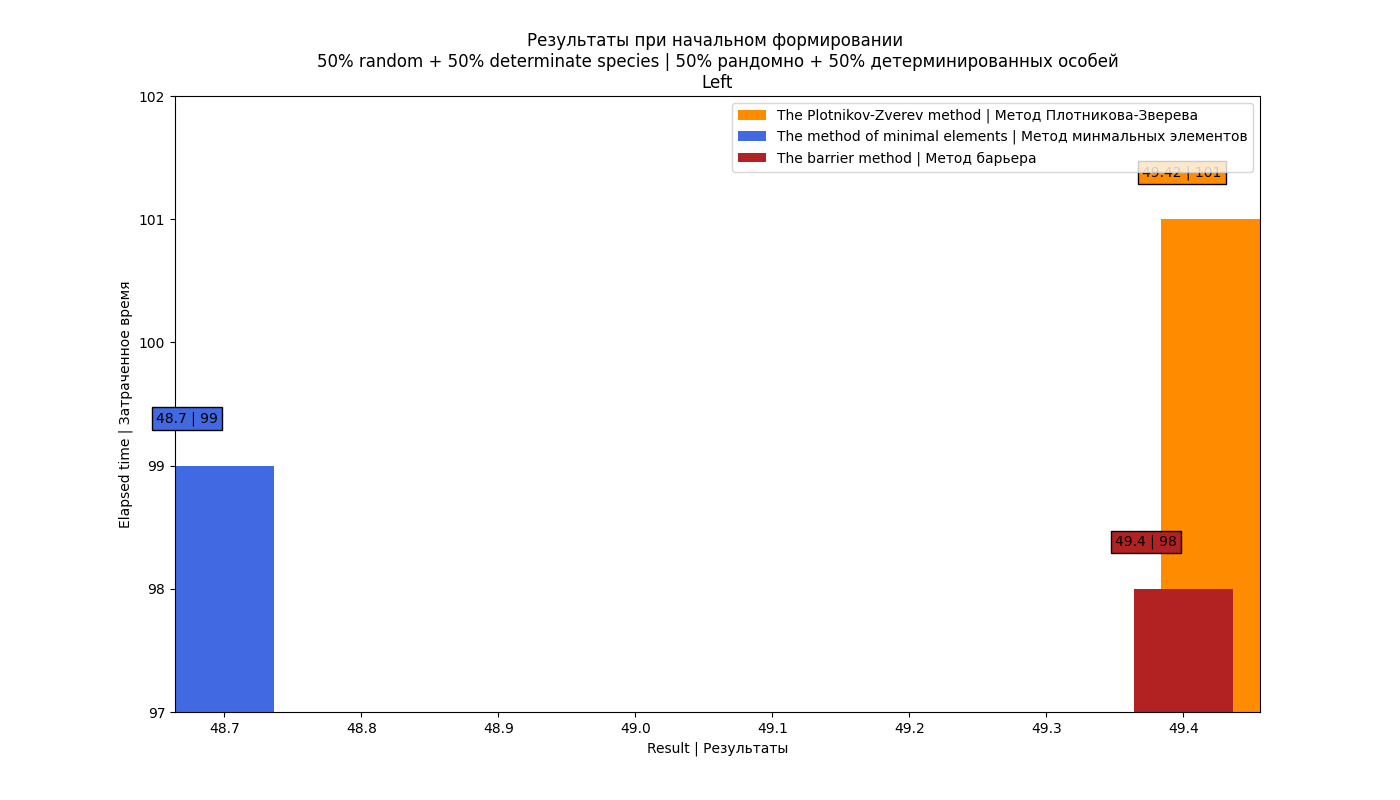 Результаты при начальном формировании
50% random + 50% determinate species | 50% рандомно + 50% детерминированных особей
Left
102
The Plotnikov-Zverev method | Метод Плотникова-Зверева
The method of minimal elements | Метод минмальных элементов
The barrier method | Метод барьера
49.42 | 101
101
100
48.7 | 99
99
49.4 | 98
98
97
Elapsed time | Затраченное время
48.7 48.8 48.9 49.0 49.1 49.2 49.3 49.4
Result | Результаты